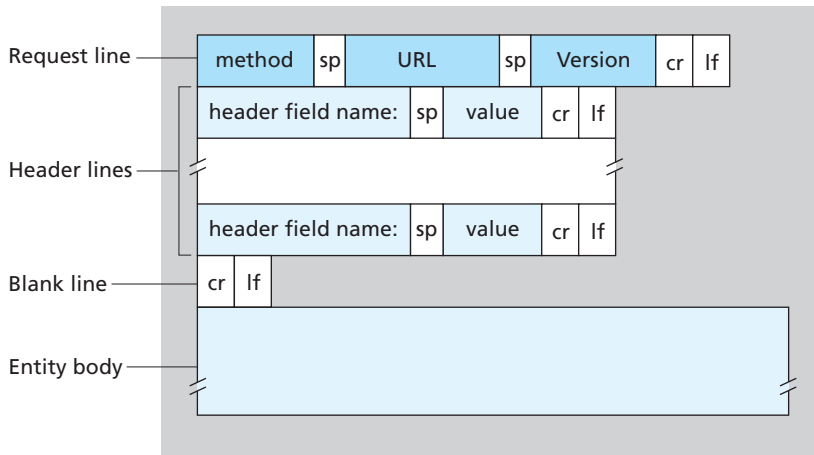 Request line method sp URL sp Version cr lf
header field name: sp value cr lf
Header lines
header field name: sp value cr lf
Blank line cr lf
Entity body